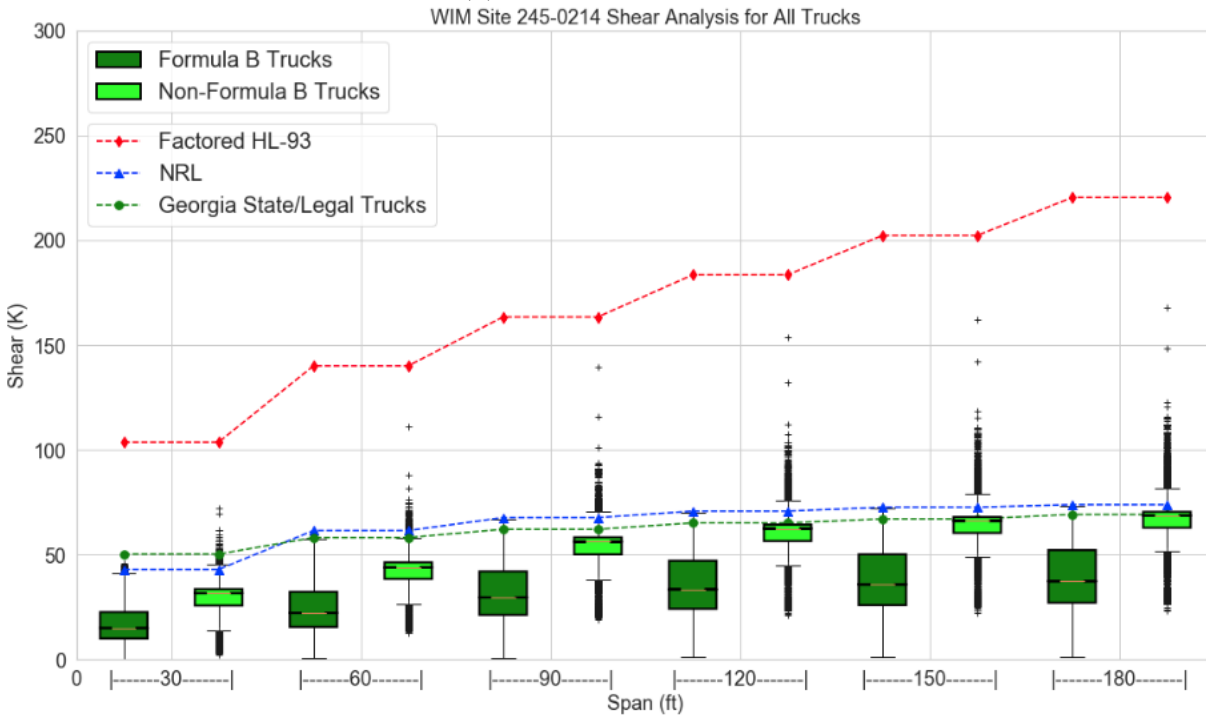 WIM Site 245-0214 Shear Analysis for All Trucks
300
250
200
150
100
50
0
Shear (K)
Formula B Trucks
Non-Formula B Trucks
Factored HL-93
NRL
Georgia State/Legal Trucks
0 |-------30-------| |-------60-------| |-------90-------| |-------120-------| |-------150-------| |-------180-------|
Span (ft)